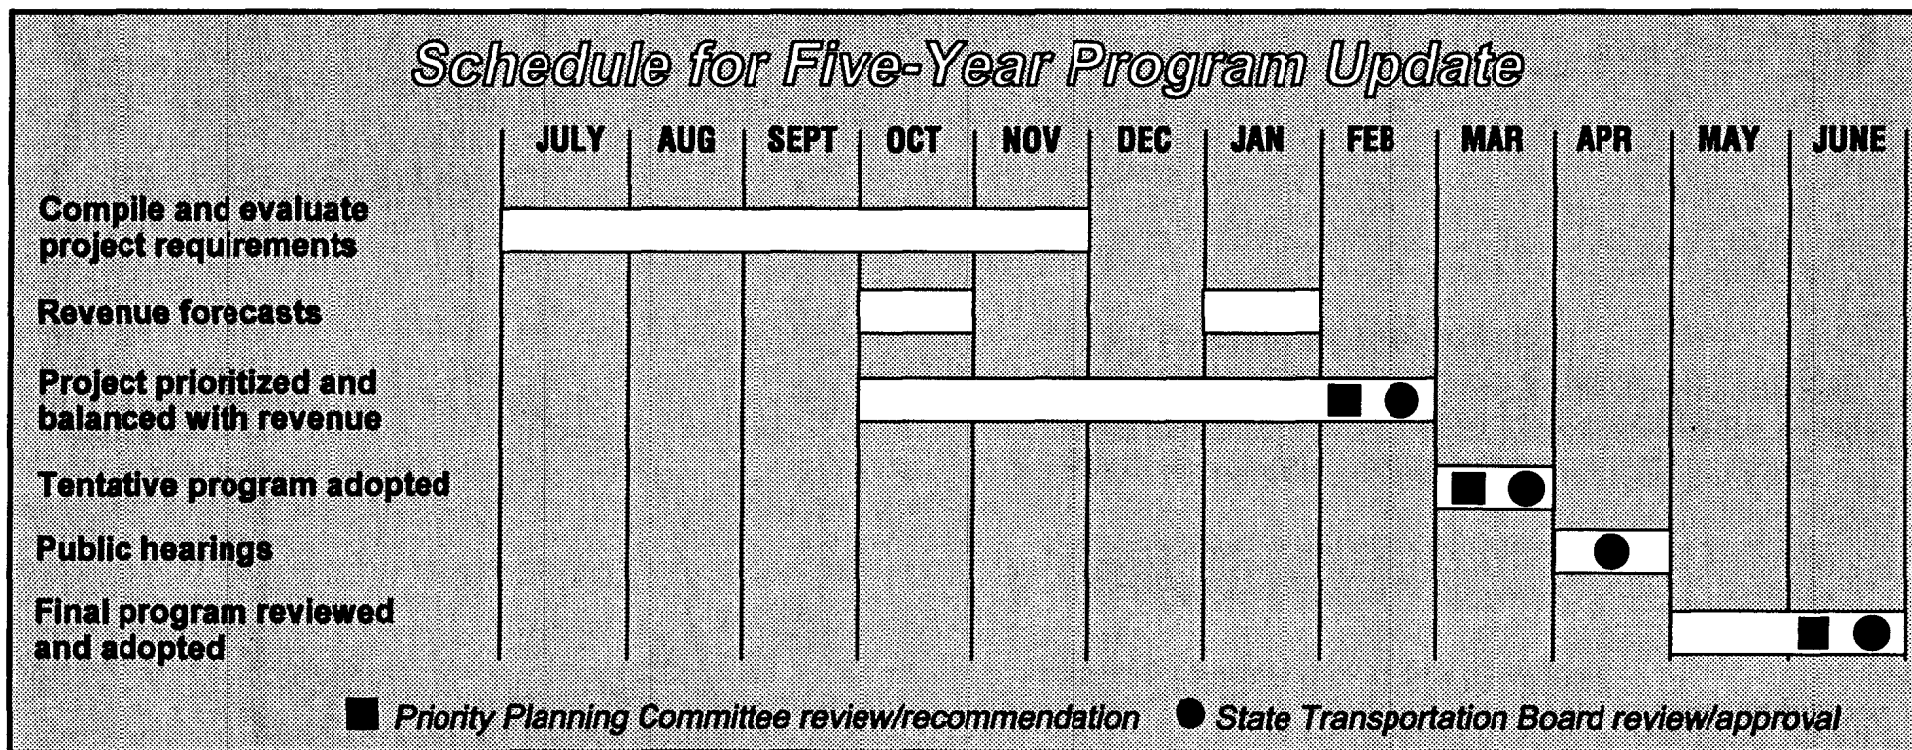 Schedule for Five-Year Program Update
JULY AUG SEPT OCT NOV DEC JAN FEB MAR APR MAY JUNE
Compile and evaluate
project requirements
Revenue forecasts
Project prioritized and
balanced with revenue
Tentative program adopted
Public hearings
Final program reviewed
and adopted
Priority Planning Committee review/recommendation State Transportation Board review/approval